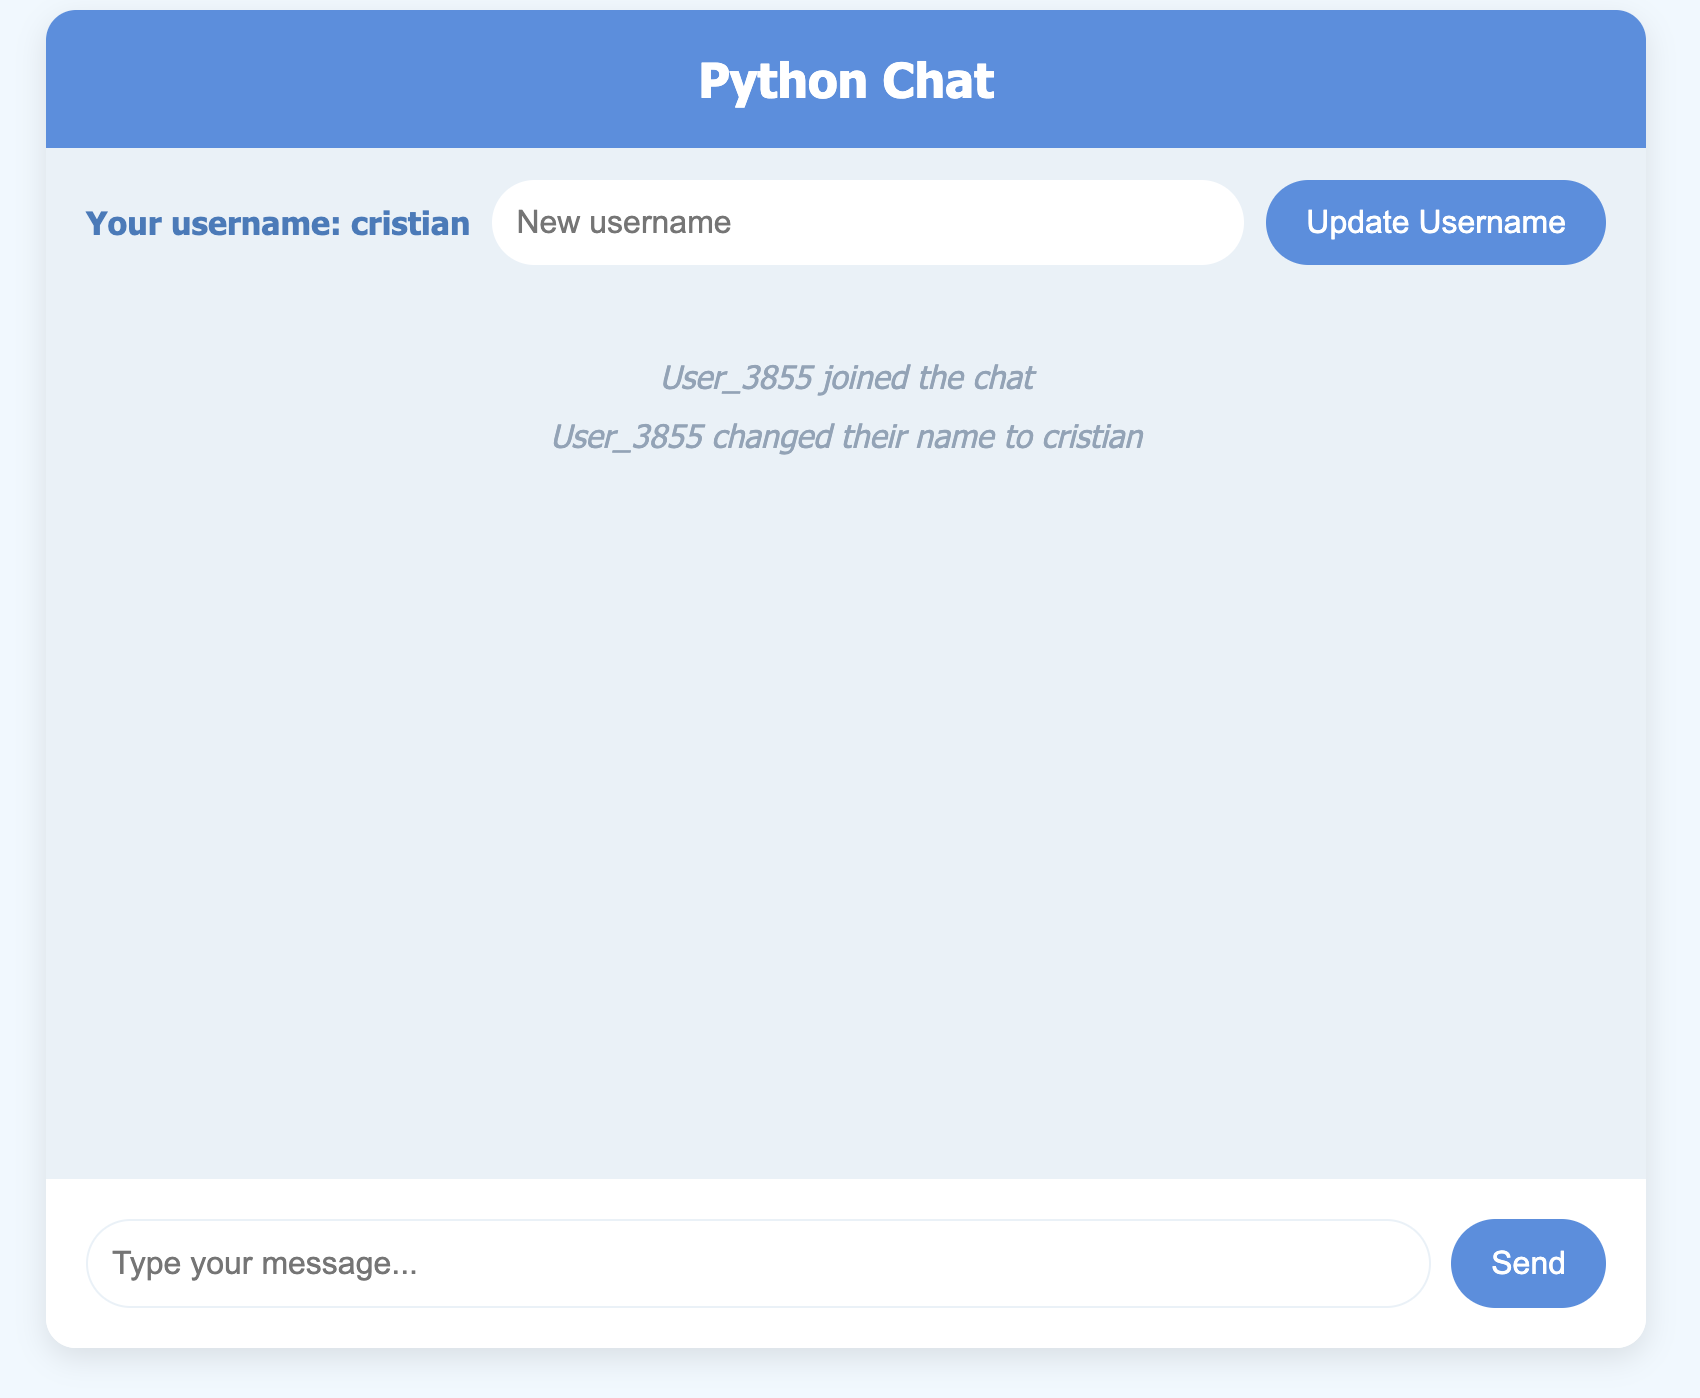 Python Chat
Your username: cristian
New username
Update Username
User_3855 joined the chat
User_3855 changed their name to cristian
Type your message...
Send